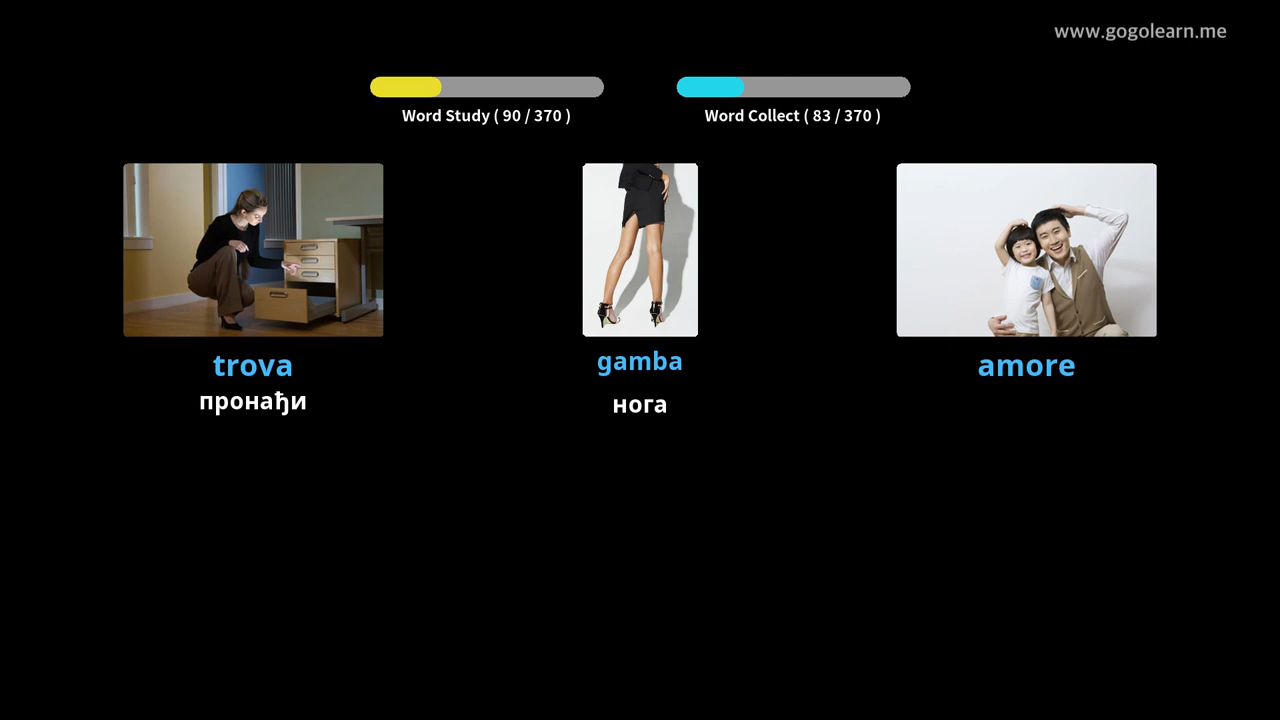 www.gogolearn.me
Word Study ( 90 / 370 )
Word Collect ( 83 / 370 )
trova
пронађи
gamba
нога
amore